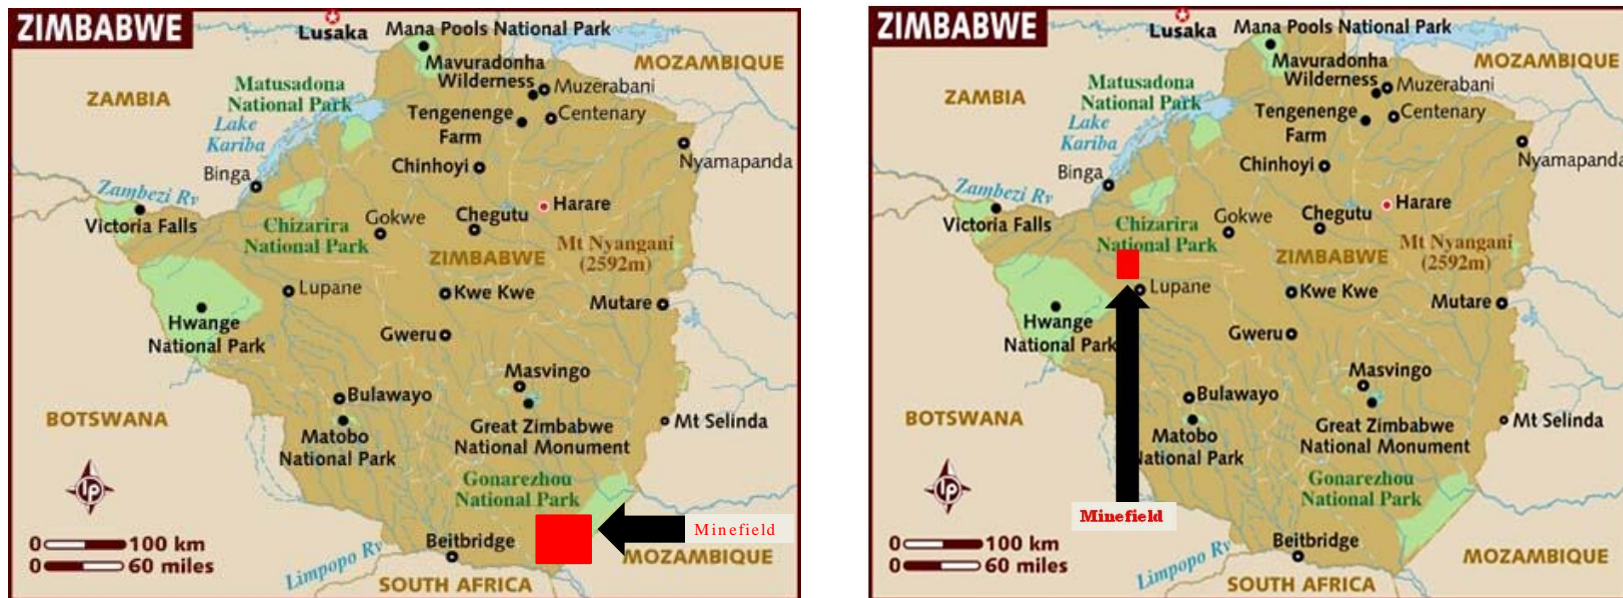 ZIMBABWE
Lusaka
Mana Pools National Park
MOZAMBIQUE
Mavuradonha
Wilderness
Muzerabani
ZAMBIA
Matusadona
National Park
Tengenenge
Farm
Centenary
Lake
Kariba
Chinhoyi
Nyamapanda
Binga
Zambezi Rv
Victoria Falls
Chizarira
National Park
Gokwe
Chegutu
Harare
ZIMBABWE
Mt Nyangani
(2592m)
Lupane
Kwe Kwe
Mutare
Hwange
National Park
Gweru
Masvingo
Bulawayo
BOTSWANA
Matobo
National Park
Great Zimbabwe
National Monument
Mt Selinda
Gonarezhou
National Park
lp
Minefield
0 100 km
0 60 miles
Beitbridge
Limpopo Rv
MOZAMBIQUE
SOUTH AFRICA
ZIMBABWE
Lusaka
Mana Pools National Park
MOZAMBIQUE
Mavuradonha
Wilderness
Muzerabani
ZAMBIA
Matusadona
National Park
Tengenenge
Farm
Centenary
Lake
Kariba
Chinhoyi
Nyamapanda
Binga
Zambezi Rv
Victoria Falls
Chizarira
National Park
Gokwe
Chegutu
Harare
ZIMBABWE
Mt Nyangani
(2592m)
Lupane
Kwe Kwe
Mutare
Hwange
National Park
Gweru
Masvingo
Bulawayo
BOTSWANA
Matobo
National Park
Great Zimbabwe
National Monument
Mt Selinda
Gonarezhou
National Park
lp
Minefield
0 100 km
0 60 miles
Beitbridge
Limpopo Rv
MOZAMBIQUE
SOUTH AFRICA